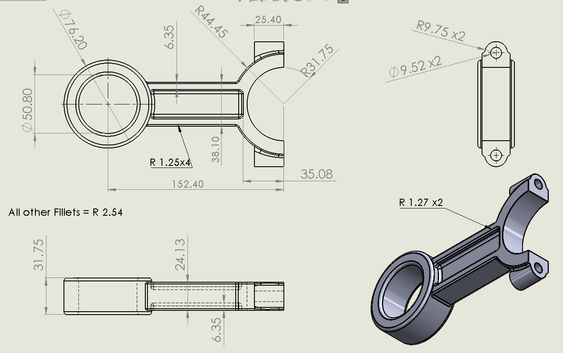 Ø76.20
R44.45
25.40
6.35
R31.75
R9.75 x2
Ø9.52 x2
Ø50.80
38.10
R 1.25x4
35.08
152.40
R 1.27 x2
All other Fillets = R 2.54
31.75
24.13
6.35